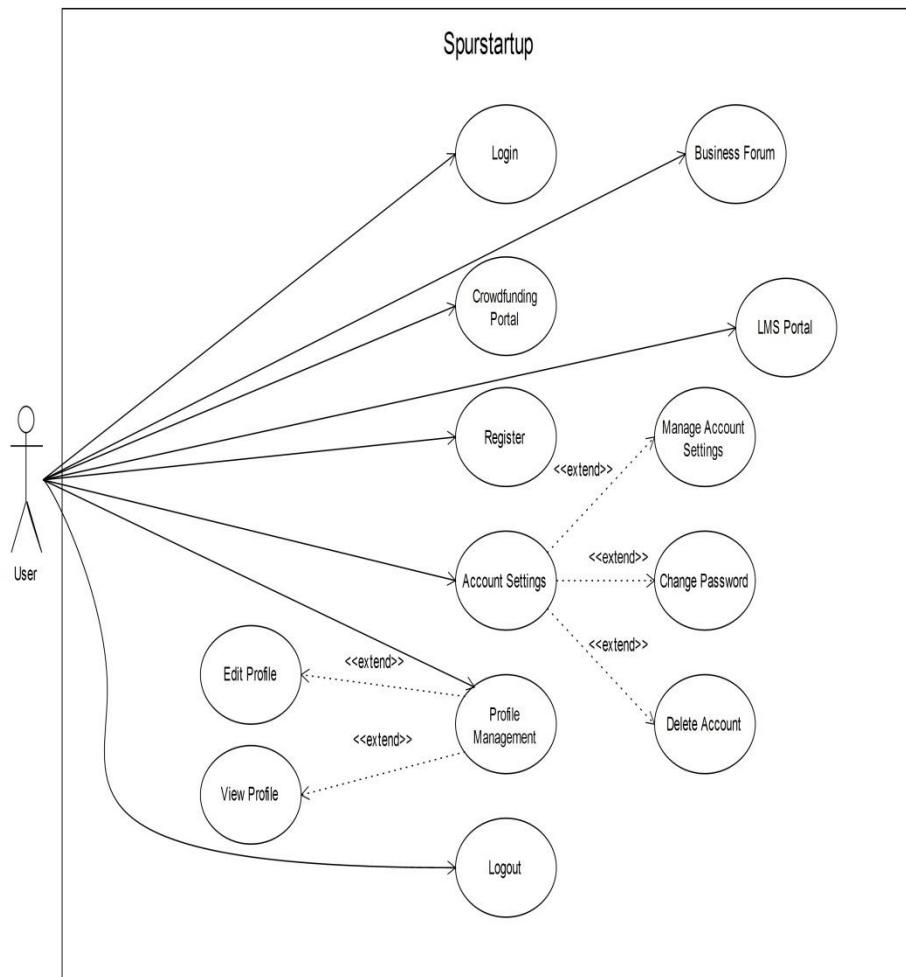 Spurstartup
Login
Business Forum
Crowdfunding
Portal
LMS Portal
Register
Manage Account
Settings
<<extend>>
User
Account Settings
<<extend>>
Change Password
<<extend>>
Edit Profile
<<extend>>
Profile
Management
Delete Account
<<extend>>
View Profile
Logout